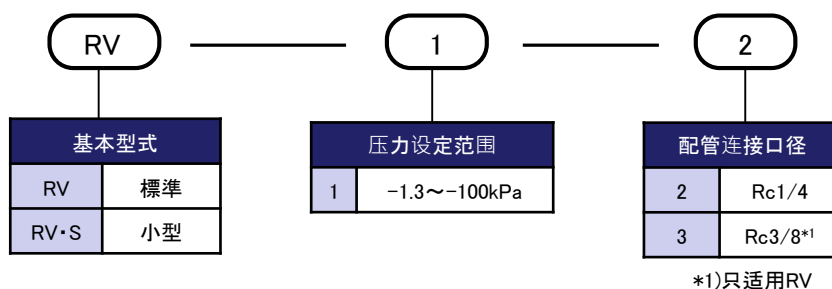 RV 1 2
基本型式
RV 標準
RV・S 小型
压力设定范围
1 -1.3～-100kPa
配管连接口径
2 Rc1/4
3 Rc3/8*1
*1)只适用RV